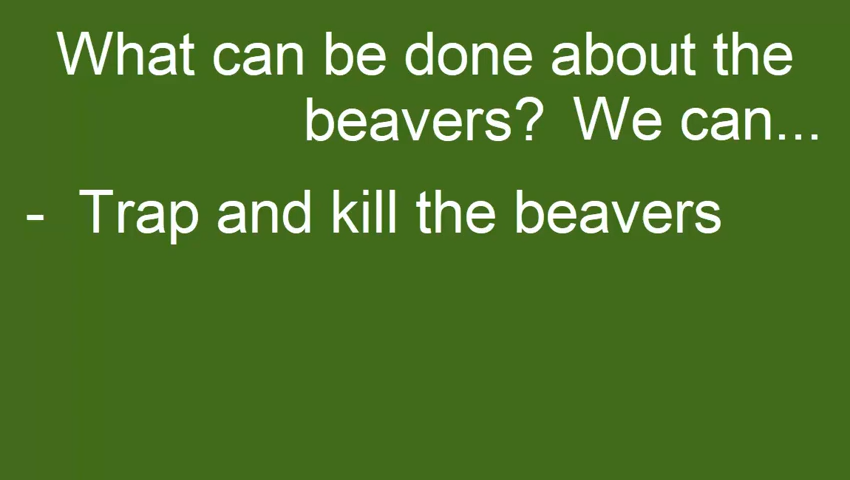 What can be done about the
beavers? We can...
- Trap and kill the beavers